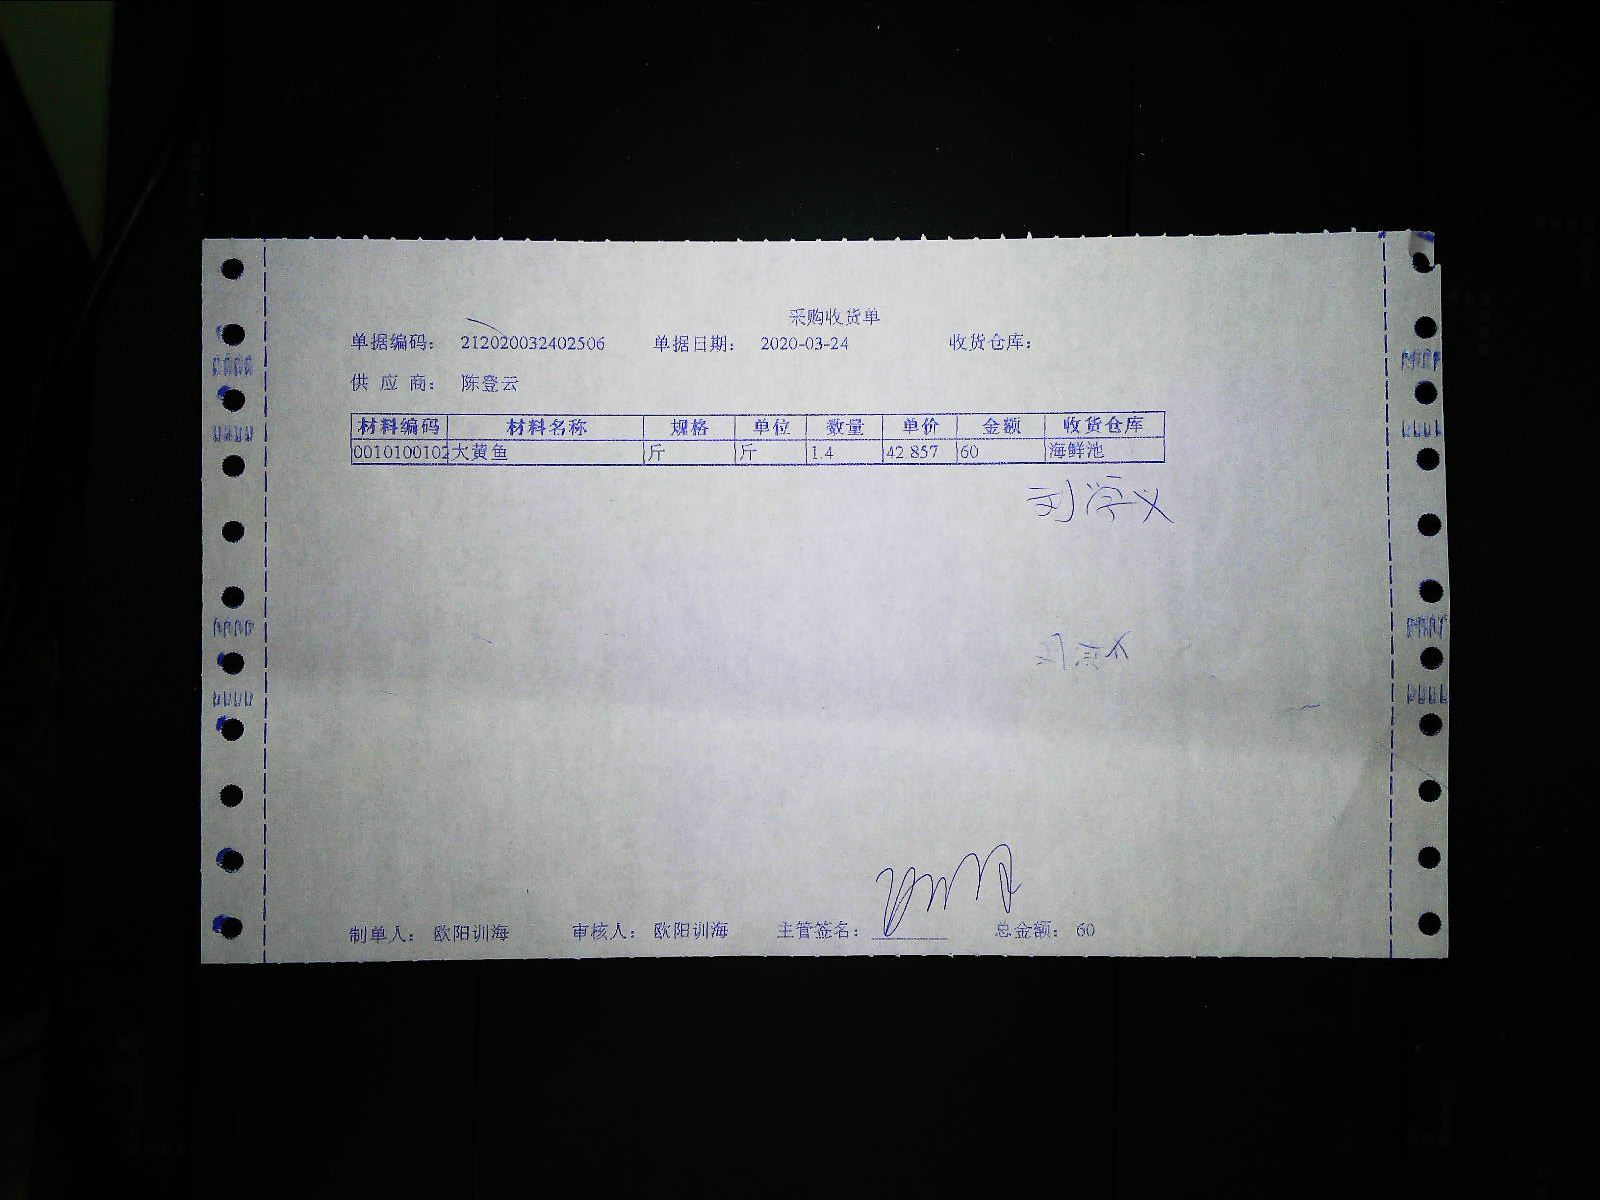 采购收货单
单据编码： 212020032402506 单据日期： 2020-03-24 收货仓库：
供 应 商： 陈登云
材料编码 材料名称 规格 单位 数量 单价 金额 收货仓库
0010100102 大黄鱼 斤 斤 1.4 42 857 60 海鲜池
刘学义
制单人： 欧阳训海 审核人： 欧阳训海 主管签名： 总金额： 60